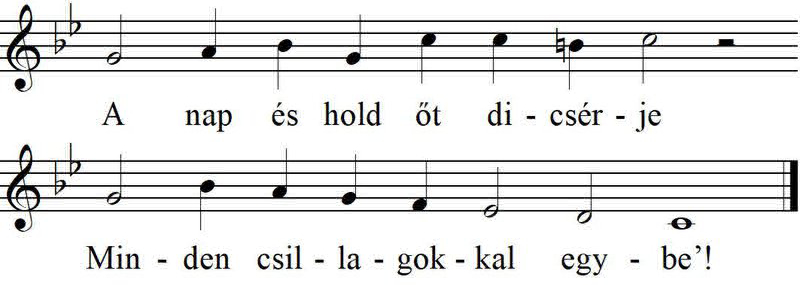 A nap és hold őt di - csér - je
Min - den csil - la - gok - kal egy - be'!